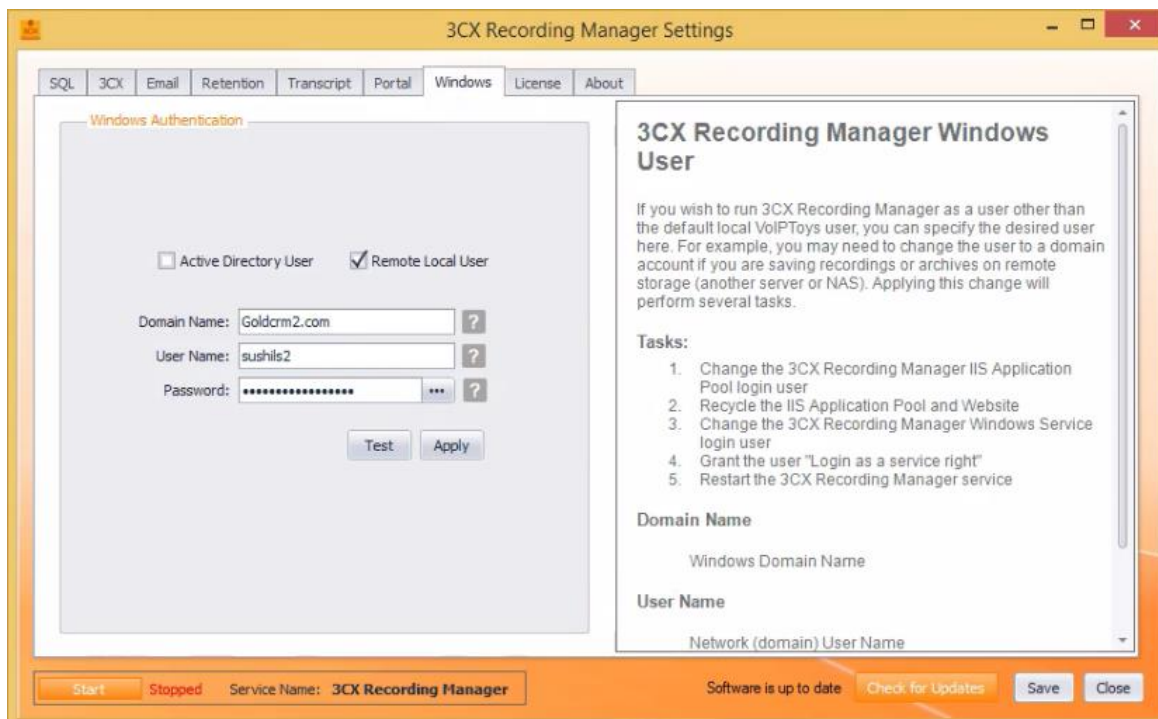 3CX Recording Manager Settings
SQL 3CX Email Retention Transcript Portal Windows License About
Windows Authentication
Active Directory User Remote Local User
Domain Name: Goldcrm2.com ?
User Name: sushils2 ?
Password: ••••••••••••••••• ... ?
Test Apply
3CX Recording Manager Windows
User
If you wish to run 3CX Recording Manager as a user other than
the default local VoIPToys user, you can specify the desired user
here. For example, you may need to change the user to a domain
account if you are saving recordings or archives on remote
storage (another server or NAS). Applying this change will
perform several tasks.
Tasks:
1. Change the 3CX Recording Manager IIS Application
Pool login user
2. Recycle the IIS Application Pool and Website
3. Change the 3CX Recording Manager Windows Service
login user
4. Grant the user "Login as a service right"
5. Restart the 3CX Recording Manager service
Domain Name
Windows Domain Name
User Name
Network (domain) User Name
Start Stopped Service Name: 3CX Recording Manager
Software is up to date Check for Updates Save Close